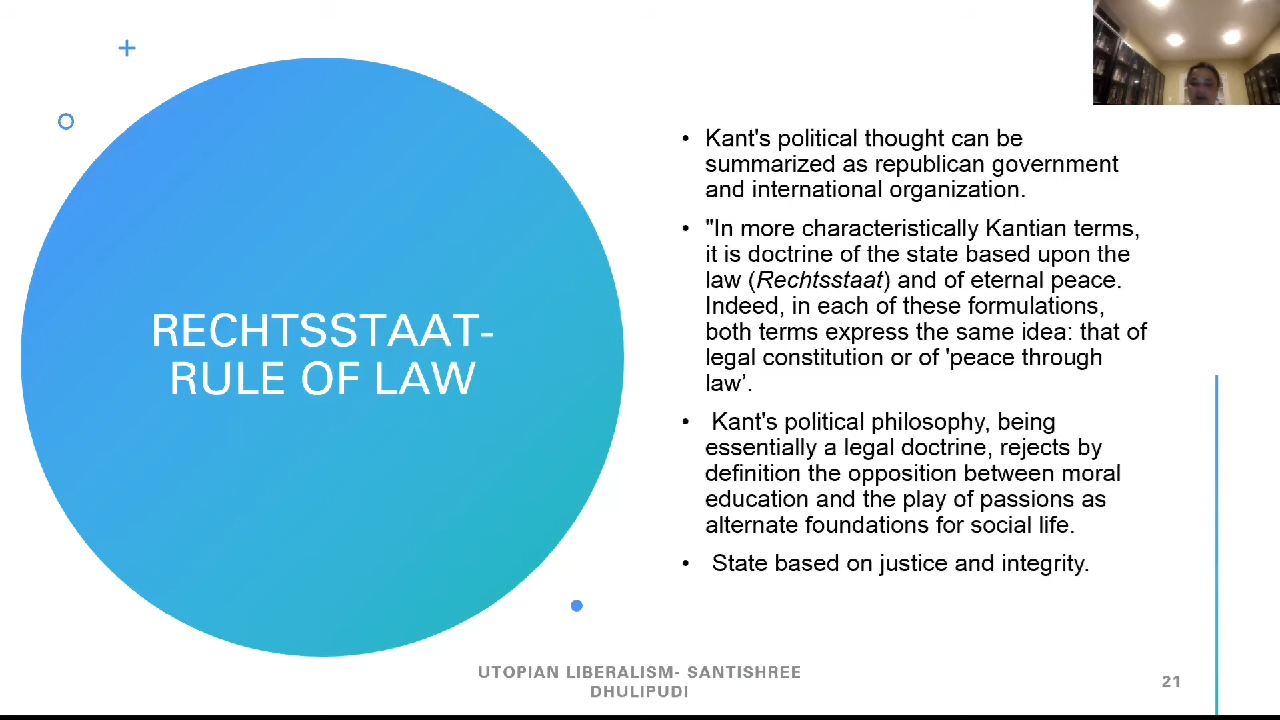 RECHTSSTAAT-
RULE OF LAW
• Kant's political thought can be
summarized as republican government
and international organization.
• "In more characteristically Kantian terms,
it is doctrine of the state based upon the
law (Rechtsstaat) and of eternal peace.
Indeed, in each of these formulations,
both terms express the same idea: that of
legal constitution or of 'peace through
law’.
• Kant's political philosophy, being
essentially a legal doctrine, rejects by
definition the opposition between moral
education and the play of passions as
alternate foundations for social life.
• State based on justice and integrity.
UTOPIAN LIBERALISM- SANTISHREE
DHULIPUDI
21